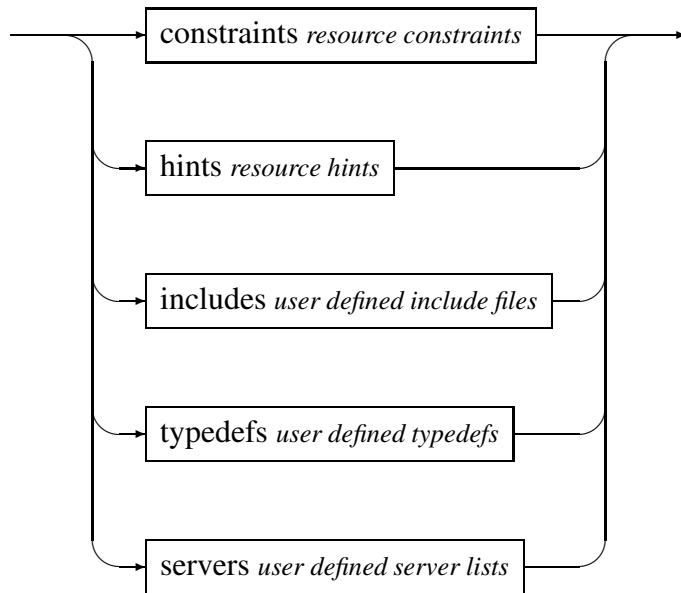 constraints resource constraints
hints resource hints
includes user defined include files
typedefs user defined typedefs
servers user defined server lists